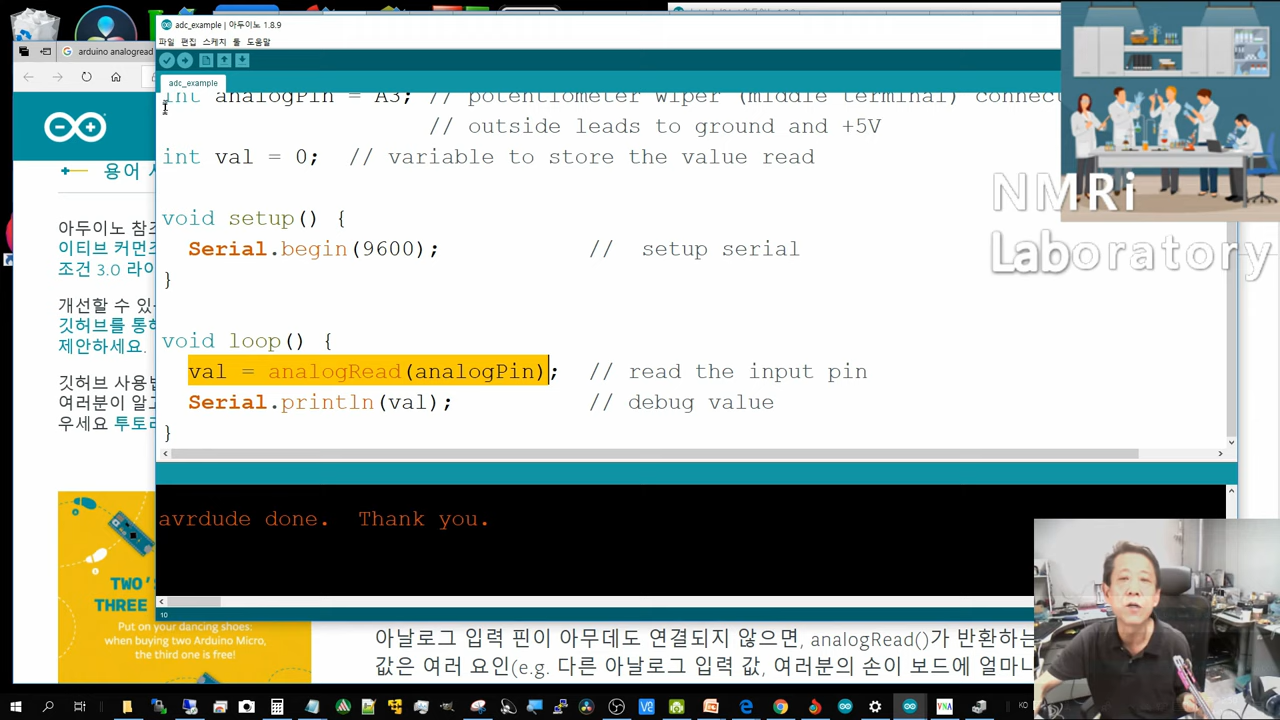 adc_example | 아두이노 1.8.9
파일 편집 스케치 툴 도움말
arduino analogread
adc_example
int analogPin = A3; // potentiometer wiper (middle terminal) connect
// outside leads to ground and +5V
int val = 0; // variable to store the value read
void setup() {
Serial.begin(9600); // setup serial
}
void loop() {
val = analogRead(analogPin); // read the input pin
Serial.println(val); // debug value
}
avrdude done. Thank you.
10
NMRi
Laboratory
용어 사
아두이노 참조
이티브 커먼즈
조건 3.0 라이
개선할 수 있
깃허브를 통해
제안하세요.
깃허브 사용법
여러분이 알고
우세요 투토리
TWO'S
THREE
Put on your dancing shoes:
when buying two Arduino Micro,
the third one is free!
아날로그 입력 핀이 아무데도 연결되지 않으면, analogRead()가 반환하는
값은 여러 요인(e.g. 다른 아날로그 입력 값, 여러분의 손이 보드에 얼마나
VNA